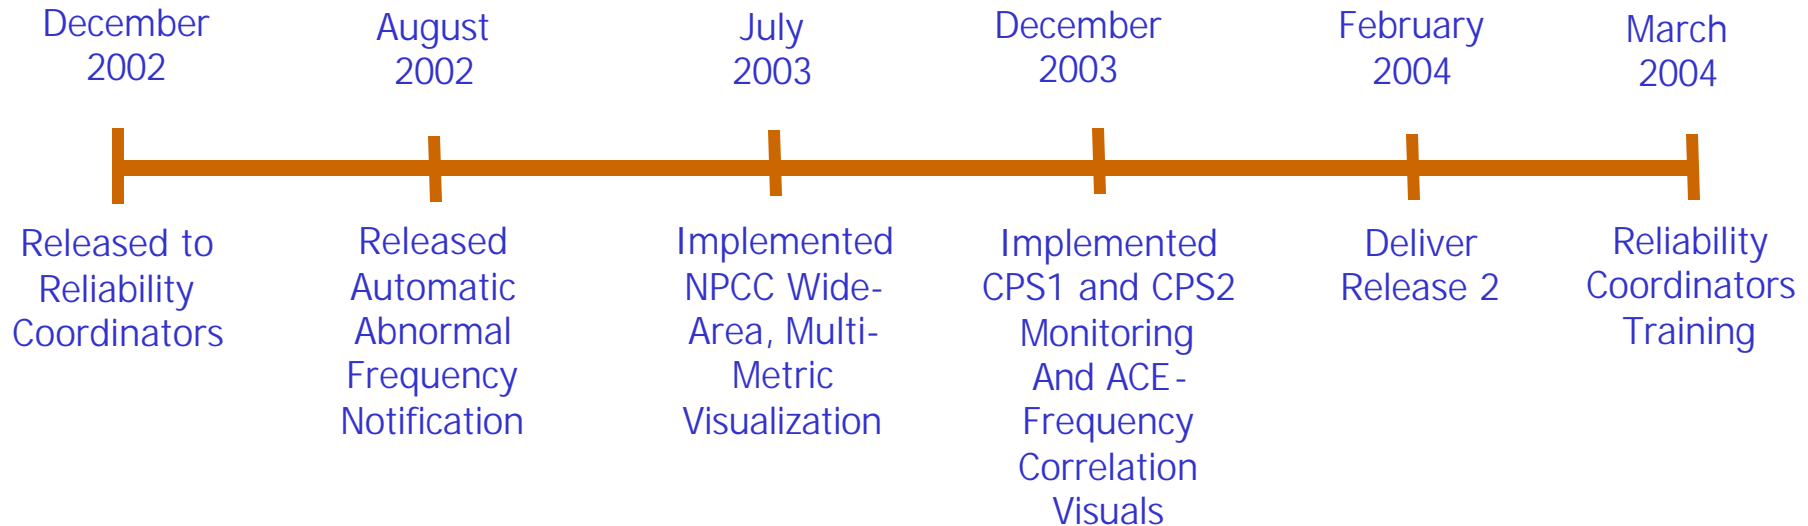 December
2002
August
2002
July
2003
December
2003
February
2004
March
2004
Released to
Reliability
Coordinators
Released
Automatic
Abnormal
Frequency
Notification
Implemented
NPCC Wide-
Area, Multi-
Metric
Visualization
Implemented
CPS1 and CPS2
Monitoring
And ACE-
Frequency
Correlation
Visuals
Deliver
Release 2
Reliability
Coordinators
Training